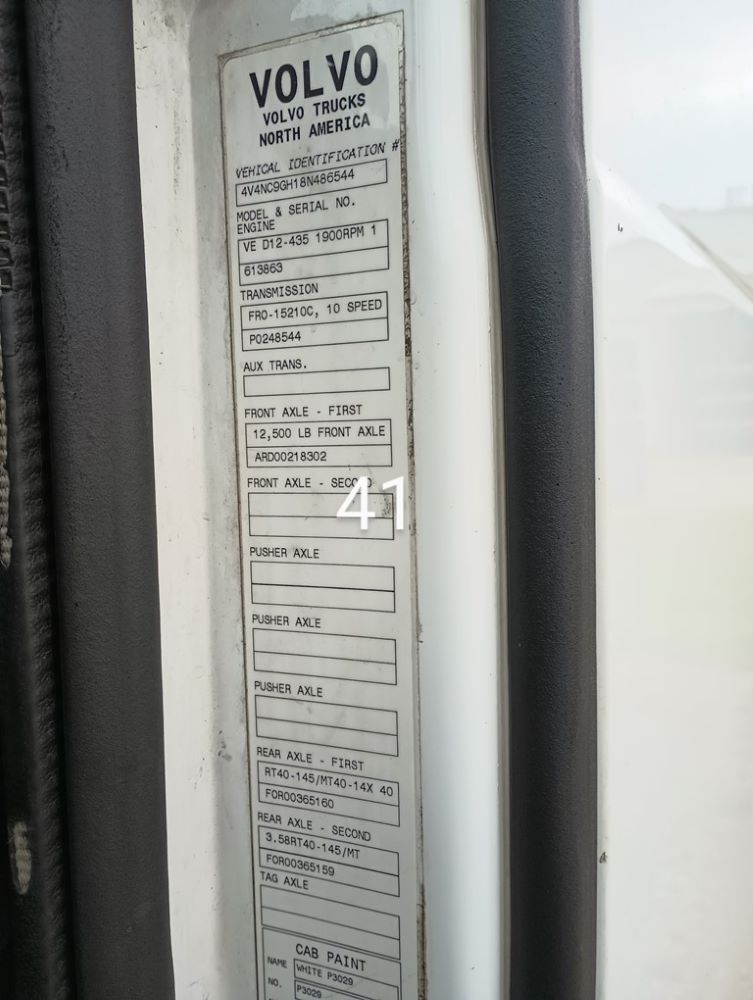 VOLVO
VOLVO TRUCKS
NORTH AMERICA
VEHICAL IDENTIFICATION #
4V4NC9GH18N486544
MODEL & SERIAL NO.
ENGINE
VE D12-435 1900RPM 1
613863
TRANSMISSION
FRO-15210C, 10 SPEED
P0248544
AUX TRANS.
FRONT AXLE - FIRST
12,500 LB FRONT AXLE
ARD00218302
FRONT AXLE - SECOND
41
PUSHER AXLE
PUSHER AXLE
PUSHER AXLE
REAR AXLE - FIRST
RT40-145/MT40-14X 40
FOR00365160
REAR AXLE - SECOND
3.58RT40-145/MT
FOR00365159
TAG AXLE
CAB PAINT
NAME WHITE P3029
NO. P3029